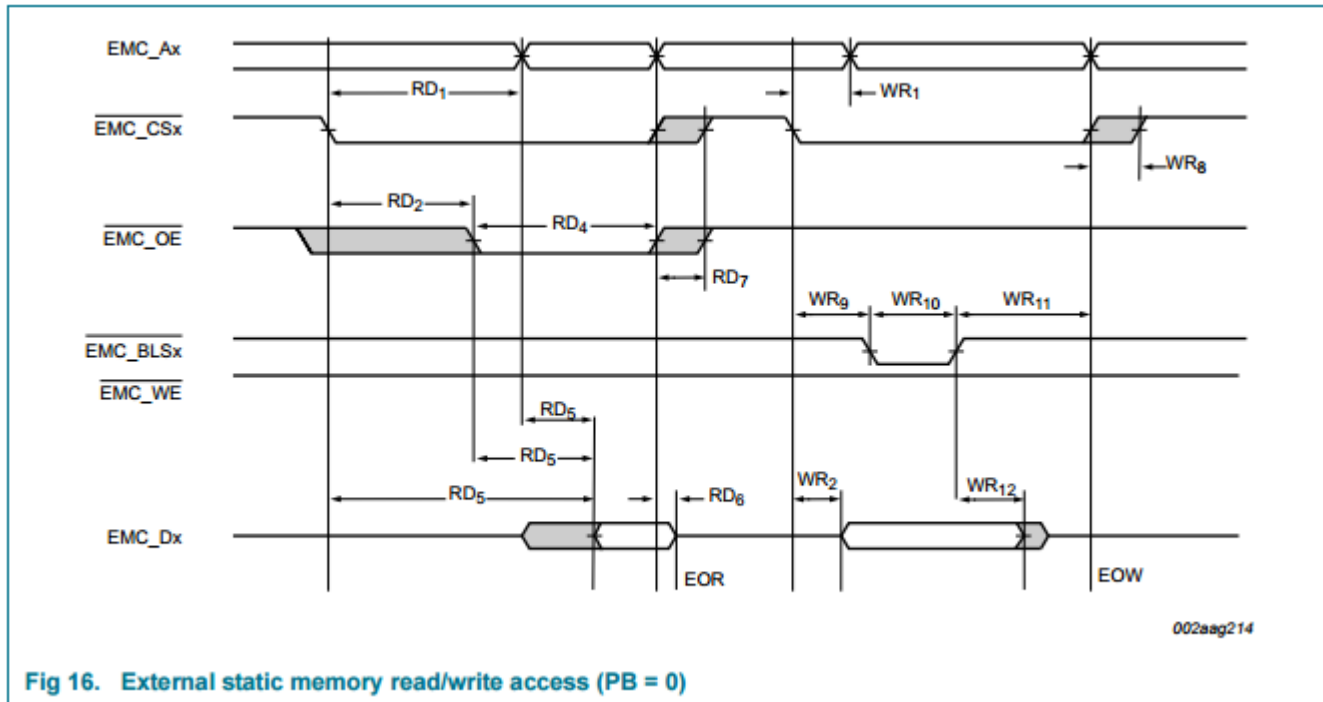 EMC_Ax
RD1
WR1
EMC_CSx
WR8
RD2
RD4
EMC_OE
RD7
WR9
WR10
WR11
EMC_BLSx
EMC_WE
RD5
RD5
RD5
RD6
WR2
WR12
EMC_Dx
EOR
EOW
002aag214
Fig 16. External static memory read/write access (PB = 0)